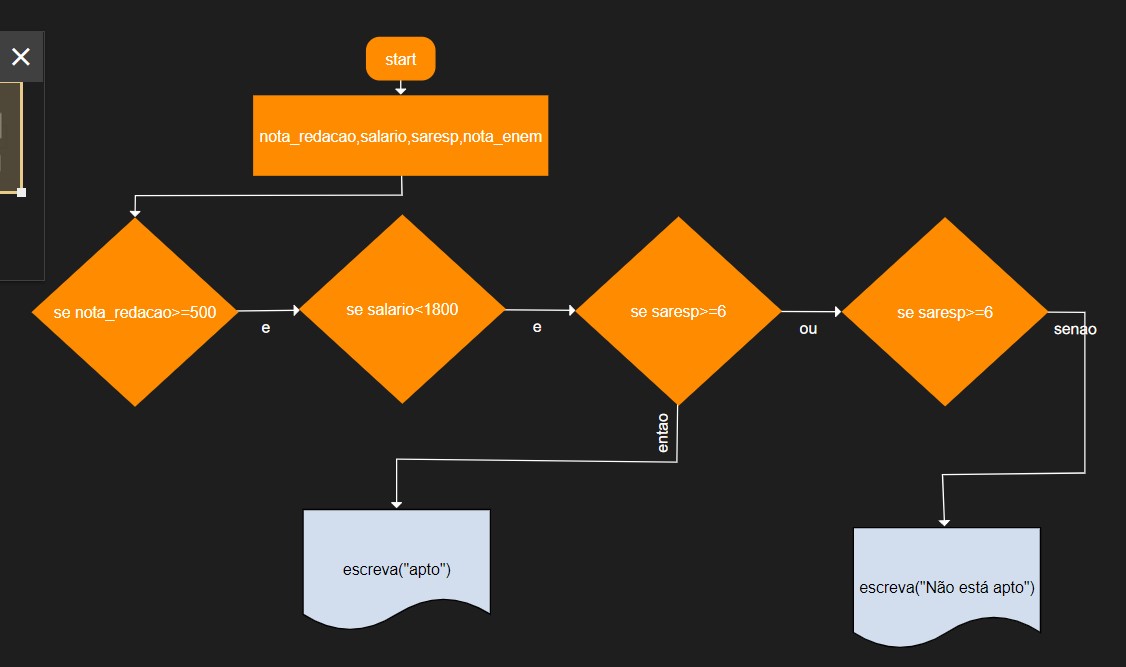 start
nota_redacao,salario,saresp,nota_enem
se nota_redacao>=500
e
se salario<1800
e
se saresp>=6
ou
se saresp>=6
senao
entao
escreva("apto")
escreva("Não está apto")